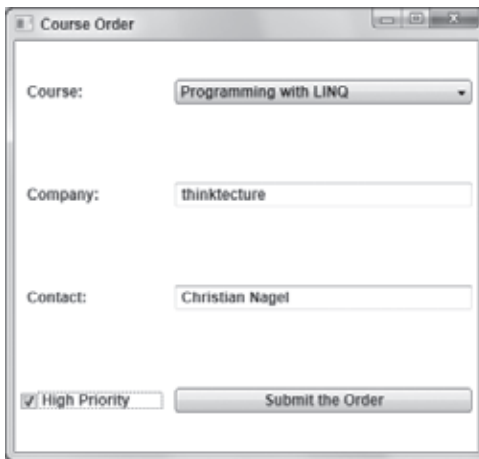 Course Order
Course: Programming with LINQ
Company: thinktecture
Contact: Christian Nagel
High Priority Submit the Order